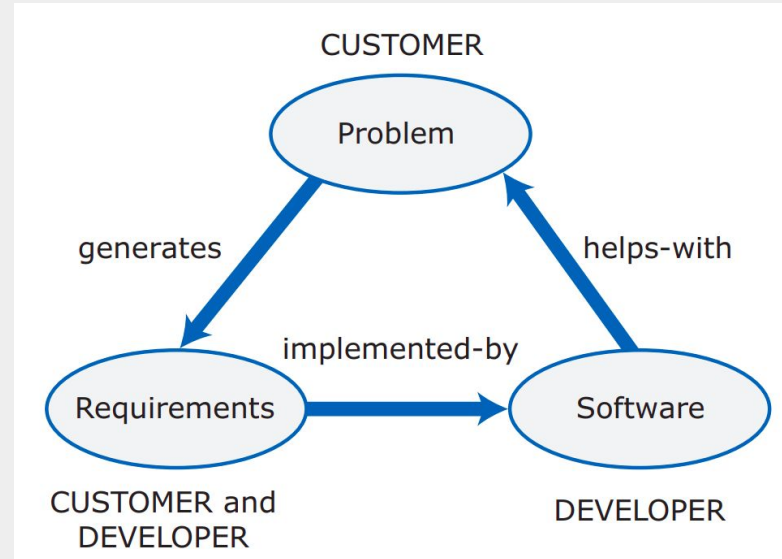 CUSTOMER
Problem
generates
helps-with
implemented-by
Requirements
Software
CUSTOMER and
DEVELOPER
DEVELOPER